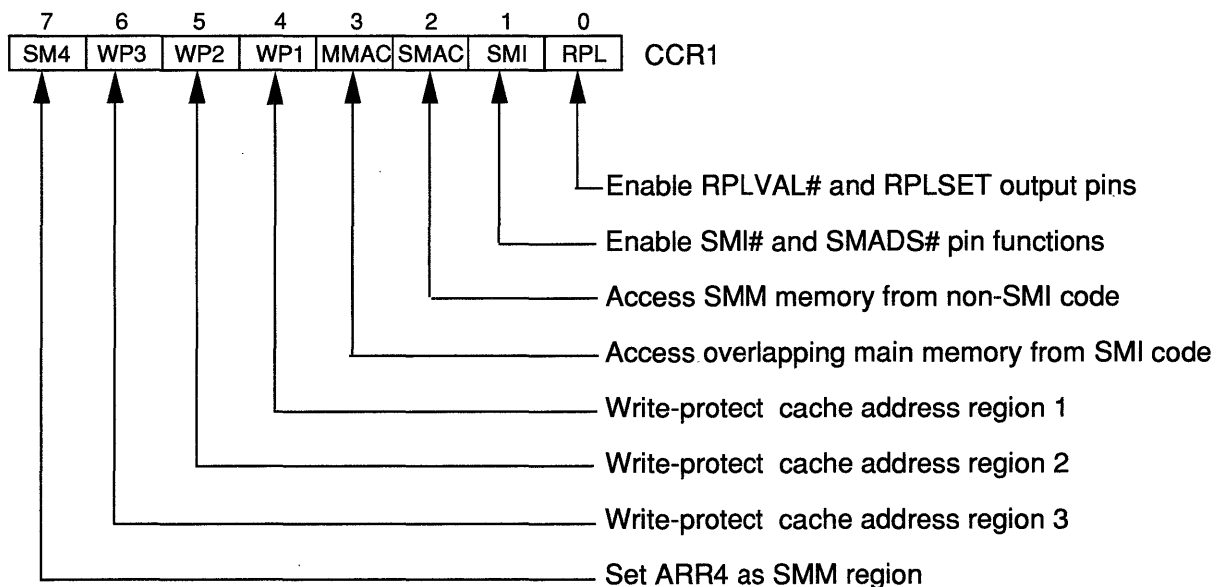 7 6 5 4 3 2 1 0
SM4 WP3 WP2 WP1 MMAC SMAC SMI RPL CCR1
Enable RPLVAL# and RPLSET output pins
Enable SMI# and SMADS# pin functions
Access SMM memory from non-SMI code
Access overlapping main memory from SMI code
Write-protect cache address region 1
Write-protect cache address region 2
Write-protect cache address region 3
Set ARR4 as SMM region